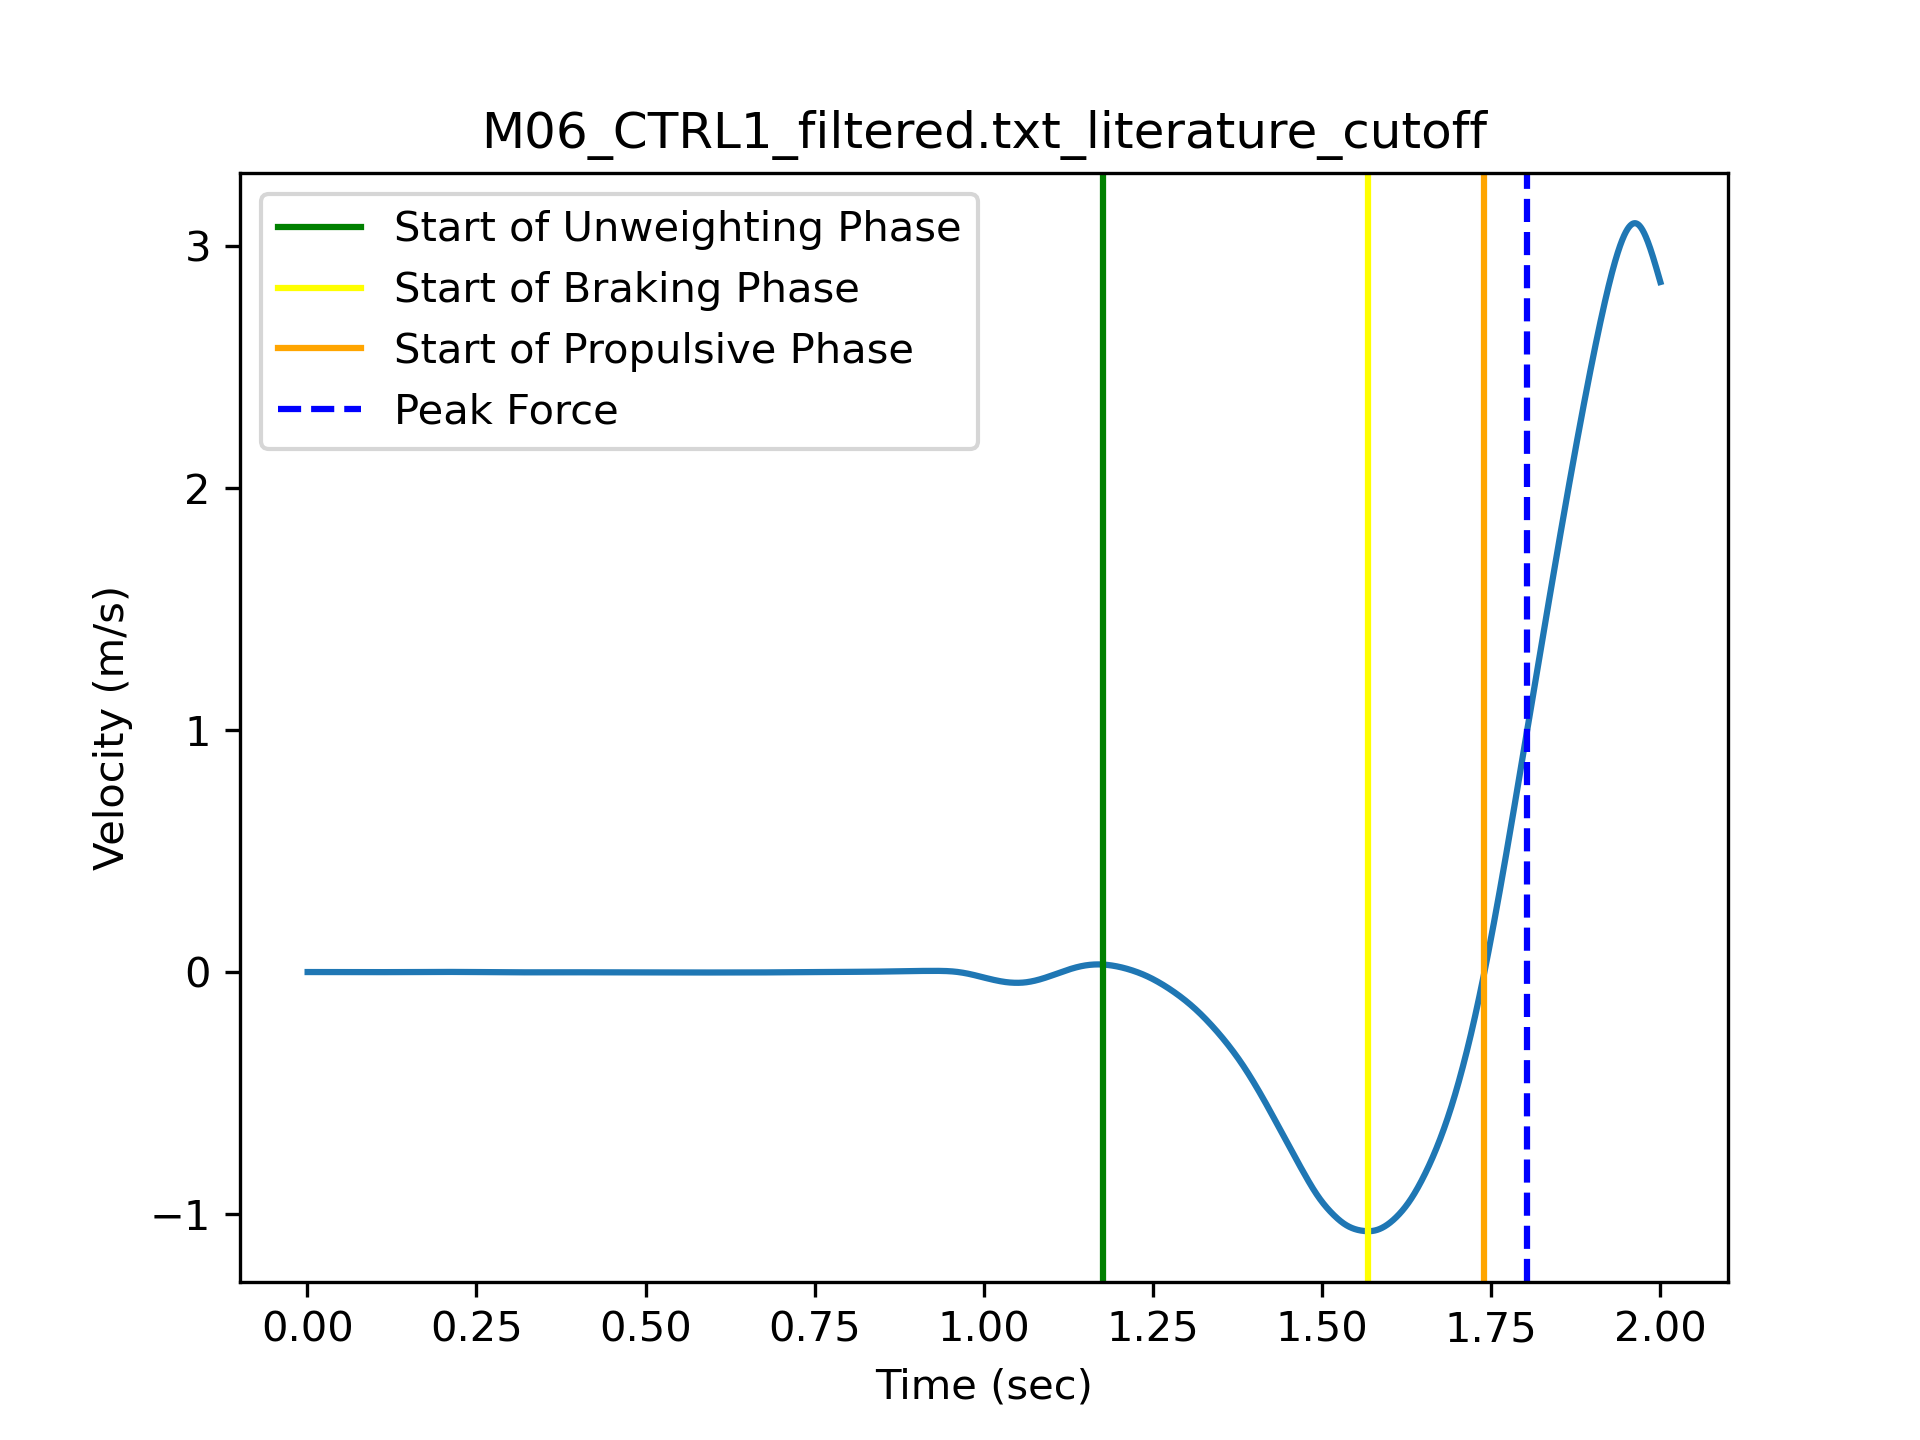 M06_CTRL1_filtered.txt_literature_cutoff
Start of Unweighting Phase
Start of Braking Phase
Start of Propulsive Phase
Peak Force
3
2
1
0
−1
Velocity (m/s)
0.00 0.25 0.50 0.75 1.00 1.25 1.50 1.75 2.00
Time (sec)